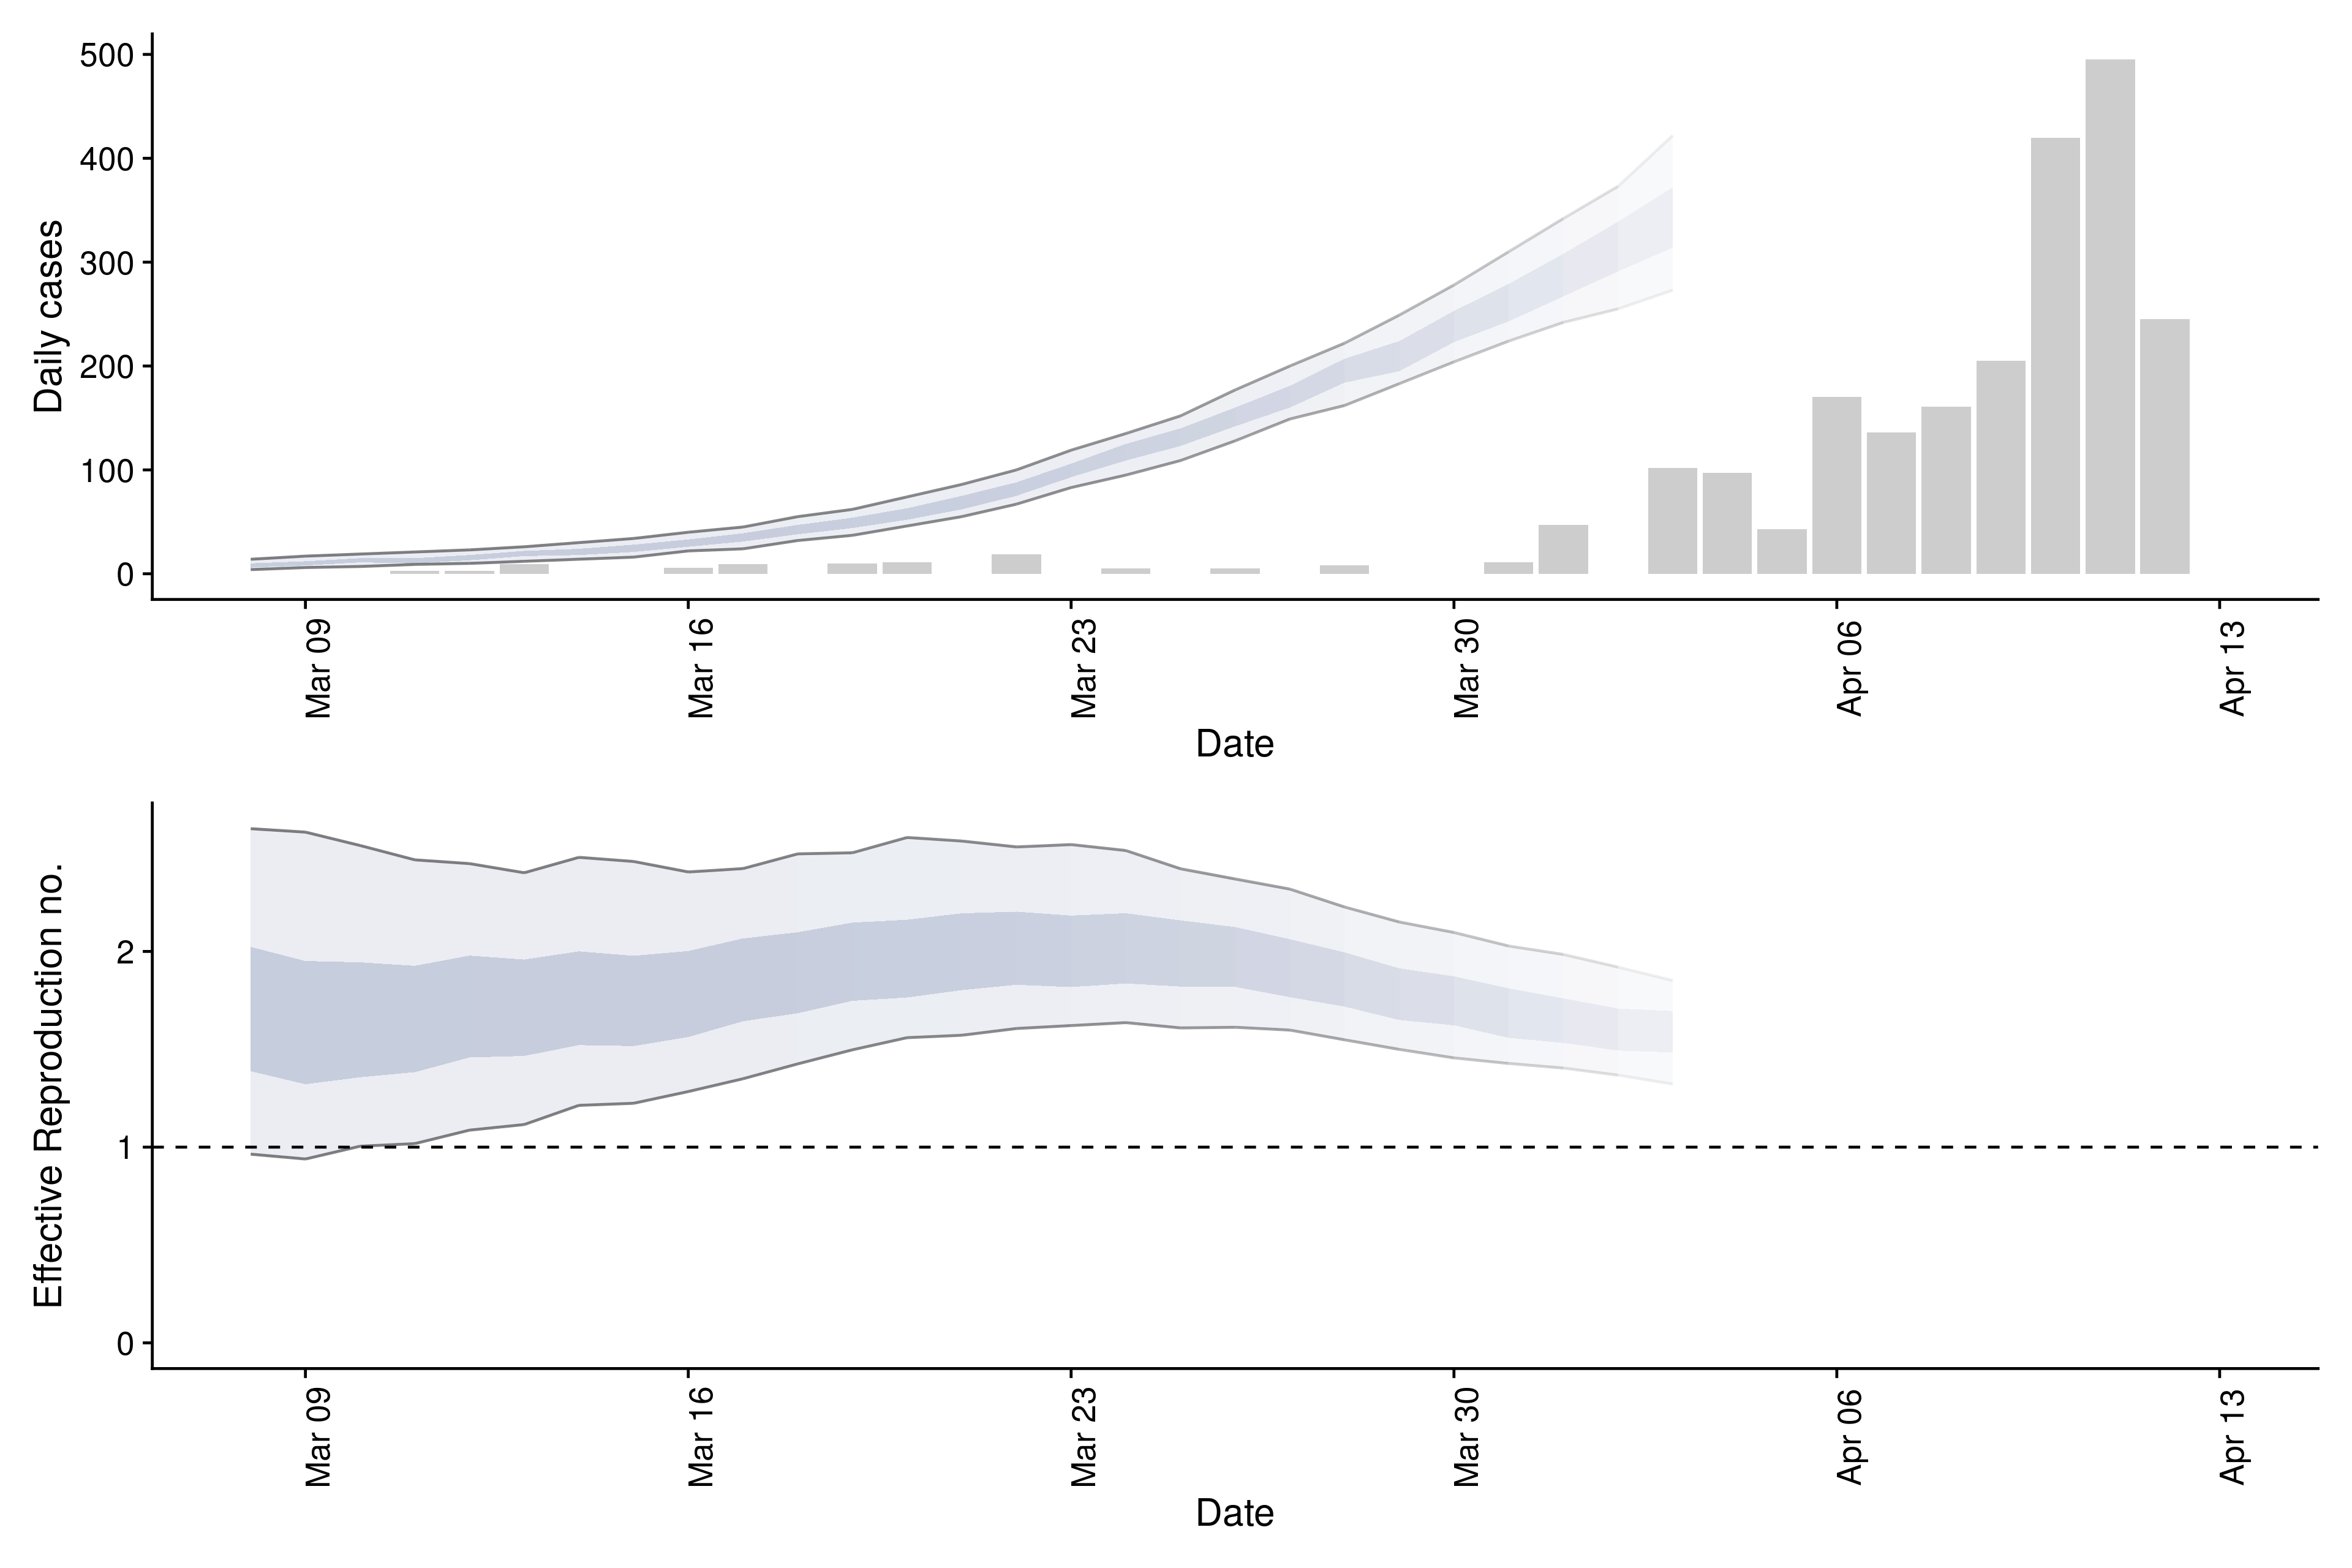 500
400
300
200
100
0
Daily cases
Mar 09
Mar 16
Mar 23
Mar 30
Apr 06
Apr 13
Date
2
1
0
Effective Reproduction no.
Mar 09
Mar 16
Mar 23
Mar 30
Apr 06
Apr 13
Date